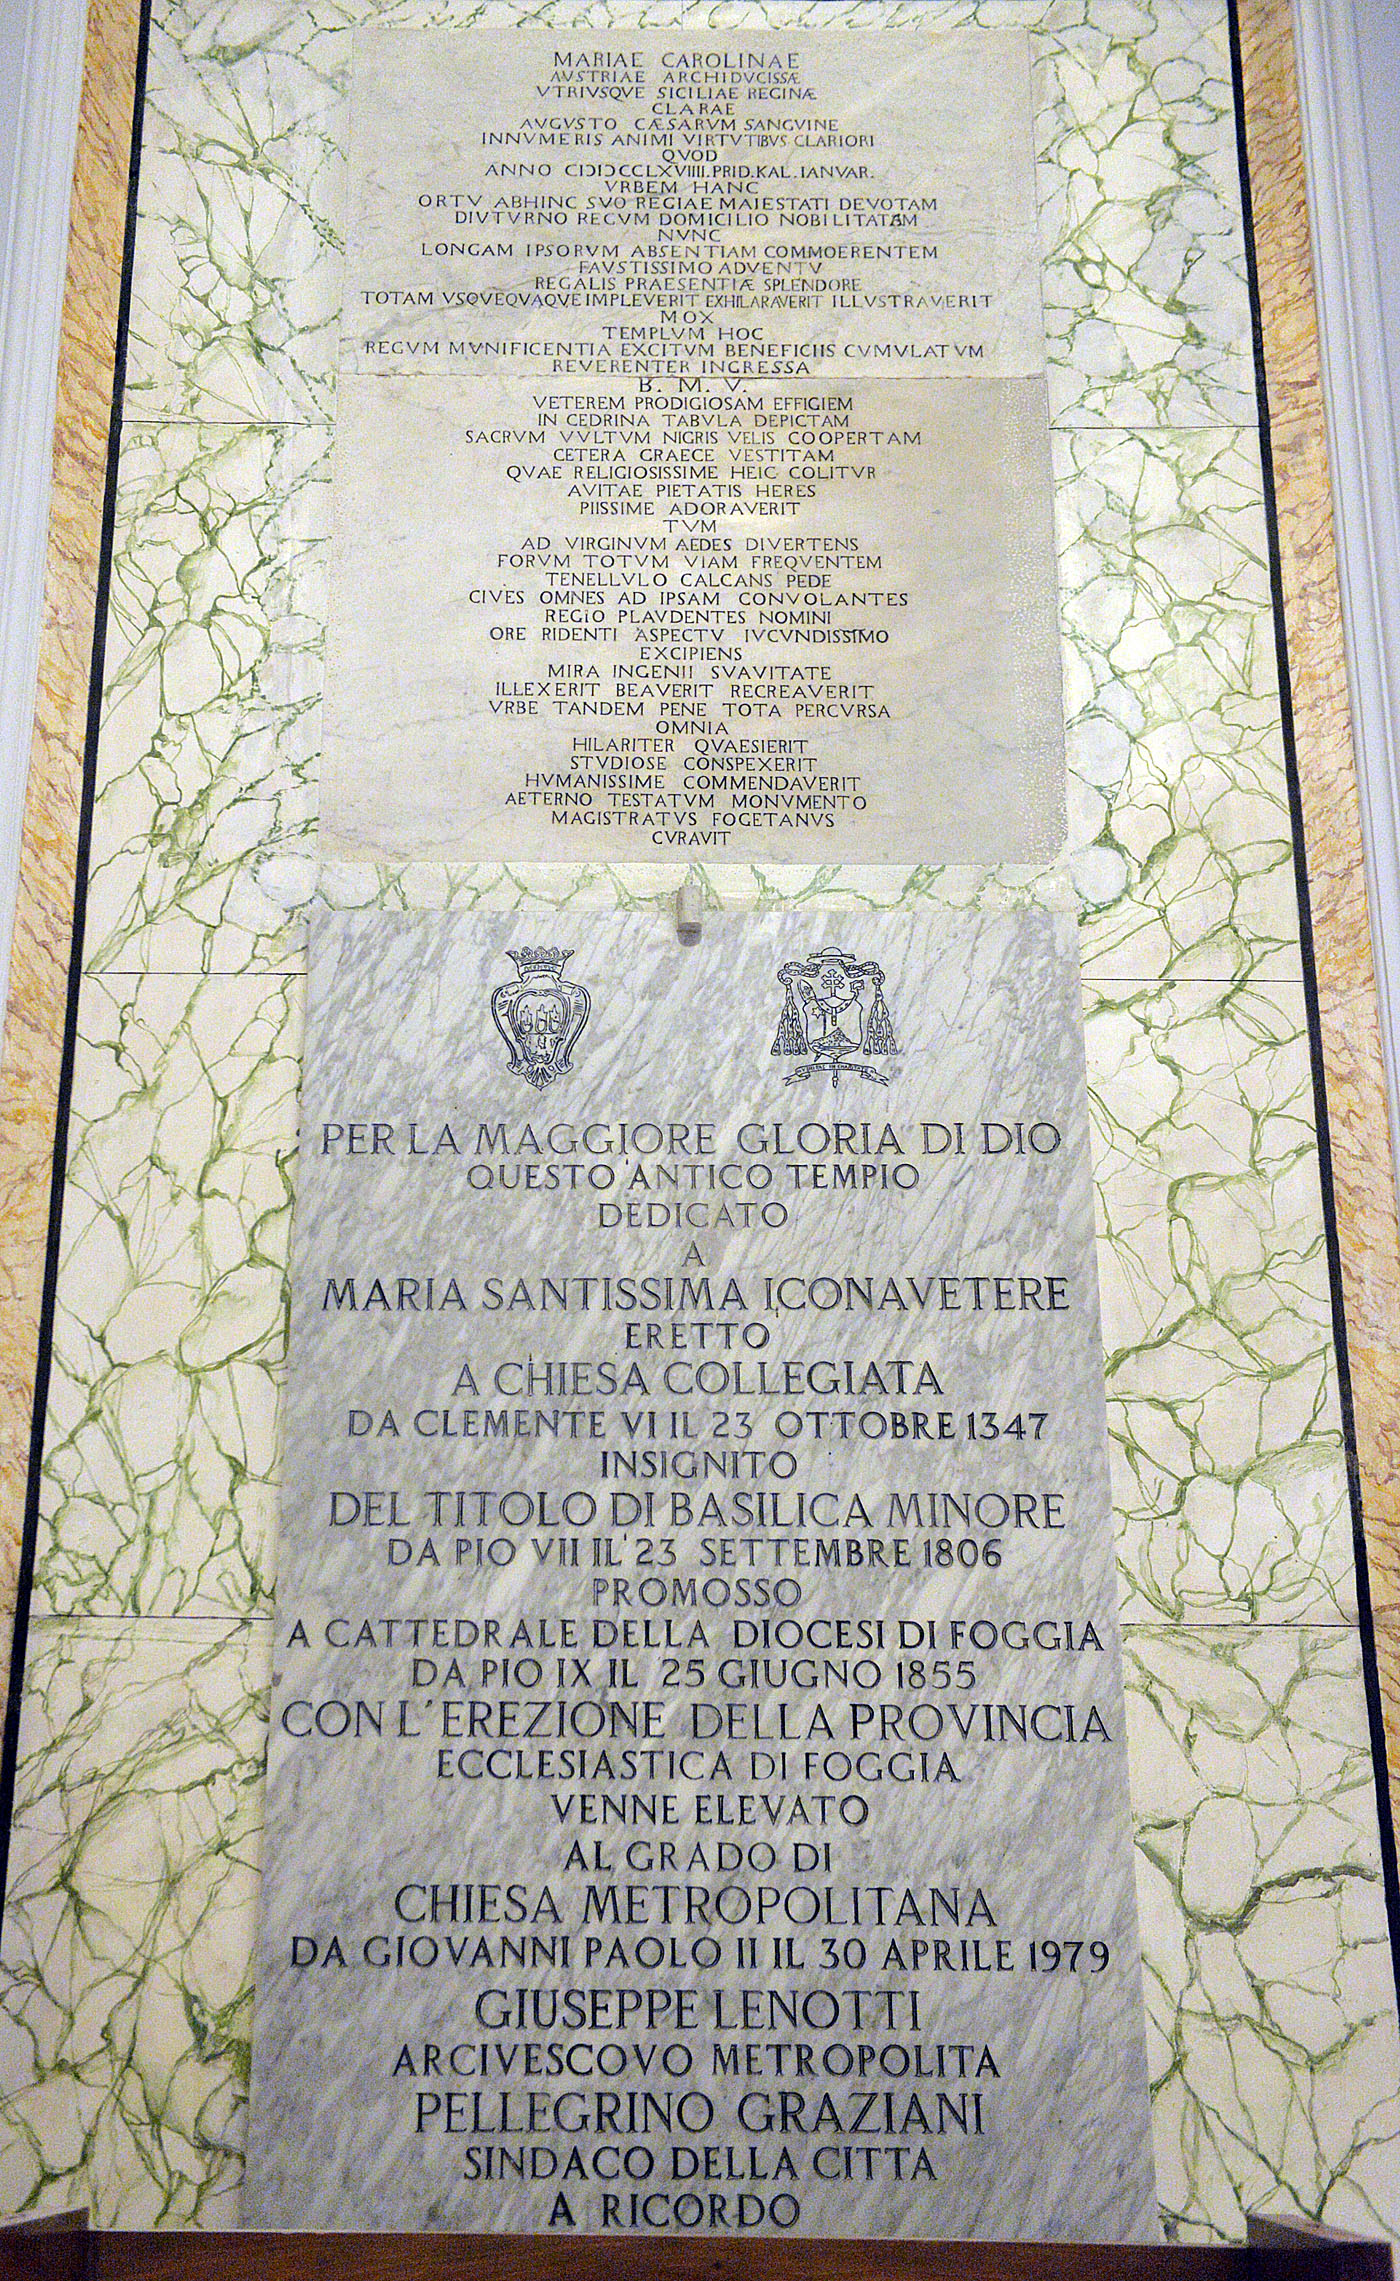 MARIAE CAROLINAE
AVSTRIAE ARCHIDVCISSÆ
VTRIVSQVE SICILIAE REGINÆ
CLARAE
AVGVSTO CÆSARVM SANGVINE
INNVMERIS ANIMI VIRTVTIBVS CLARIORI
QVOD
ANNO CIƆIƆCCLXVIIII.PRID.KAL.IANVAR.
VRBEM HANC
ORTV ABHINC SVO REGIAE MAIESTATI DEVOTAM
DIVTVRNO REGVM DOMICILIO NOBILITATAM
NVNC
LONGAM IPSORVM ABSENTIAM COMMOERENTEM
FAVSTISSIMO ADVENTV
REGALIS PRAESENTIÆ SPLENDORE
TOTAM VSQVEQVAQVE IMPLEVERIT EXHILARAVERIT ILLVSTRAVERIT
MOX
TEMPLVM HOC
REGVM MVNIFICENTIA EXCITVM BENEFICIIS CVMVLATVM
REVERENTER INGRESSA
B. M. V.
VETEREM PRODIGIOSAM EFFIGIEM
IN CEDRINA TABVLA DEPICTAM
SACRVM VVLTVM NIGRIS VELIS COOPERTAM
CETERA GRAECE VESTITAM
QVAE RELIGIOSISSIME HEIC COLITVR
AVITAE PIETATIS HERES
PIISSIME ADORAVERIT
TVM
AD VIRGINVM AEDES DIVERTENS
FORVM TOTVM VIAM FREQVENTEM
TENELLVLO CALCANS PEDE
CIVES OMNES AD IPSAM CONVOLANTES
REGIO PLAVDENTES NOMINI
ORE RIDENTI ASPECTV IVCVNDISSIMO
EXCIPIENS
MIRA INGENII SVAVITATE
ILLEXERIT BEAVERIT RECREAVERIT
VRBE TANDEM PENE TOTA PERCVRSA
OMNIA
HILARITER QVAESIERIT
STVDIOSE CONSPEXERIT
HVMANISSIME COMMENDAVERIT
AETERNO TESTATVM MONVMENTO
MAGISTRATVS FOGETANVS
CVRAVIT
PER LA MAGGIORE GLORIA DI DIO
QUESTO ANTICO TEMPIO
DEDICATO
A
MARIA SANTISSIMA ICONAVETERE
ERETTO
A CHIESA COLLEGIATA
DA CLEMENTE VI IL 23 OTTOBRE 1347
INSIGNITO
DEL TITOLO DI BASILICA MINORE
DA PIO VII IL 23 SETTEMBRE 1806
PROMOSSO
A CATTEDRALE DELLA DIOCESI DI FOGGIA
DA PIO IX IL 25 GIUGNO 1855
CON L'EREZIONE DELLA PROVINCIA
ECCLESIASTICA DI FOGGIA
VENNE ELEVATO
AL GRADO DI
CHIESA METROPOLITANA
DA GIOVANNI PAOLO II IL 30 APRILE 1979
GIUSEPPE LENOTTI
ARCIVESCOVO METROPOLITA
PELLEGRINO GRAZIANI
SINDACO DELLA CITTA
A RICORDO